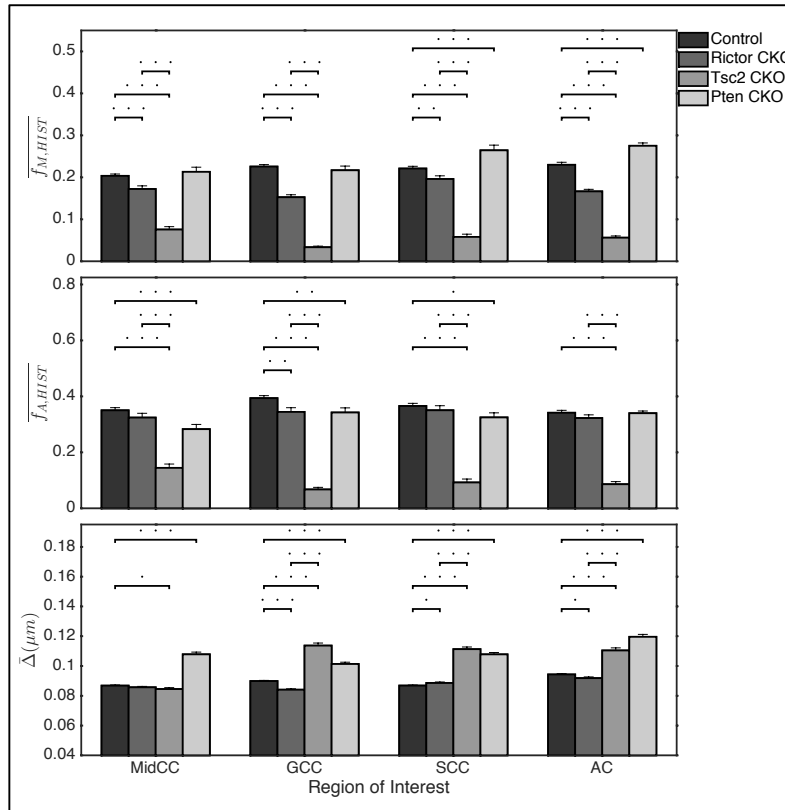 Control
Rictor CKO
Tsc2 CKO
Pten CKO
0.5
0.4
0.3
0.2
0.1
0
f_{M,HIST}
0.8
0.6
0.4
0.2
0
f_{A,HIST}
0.18
0.16
0.14
0.12
0.1
0.08
0.06
0.04
Δ̄(μm)
MidCC GCC SCC AC
Region of Interest